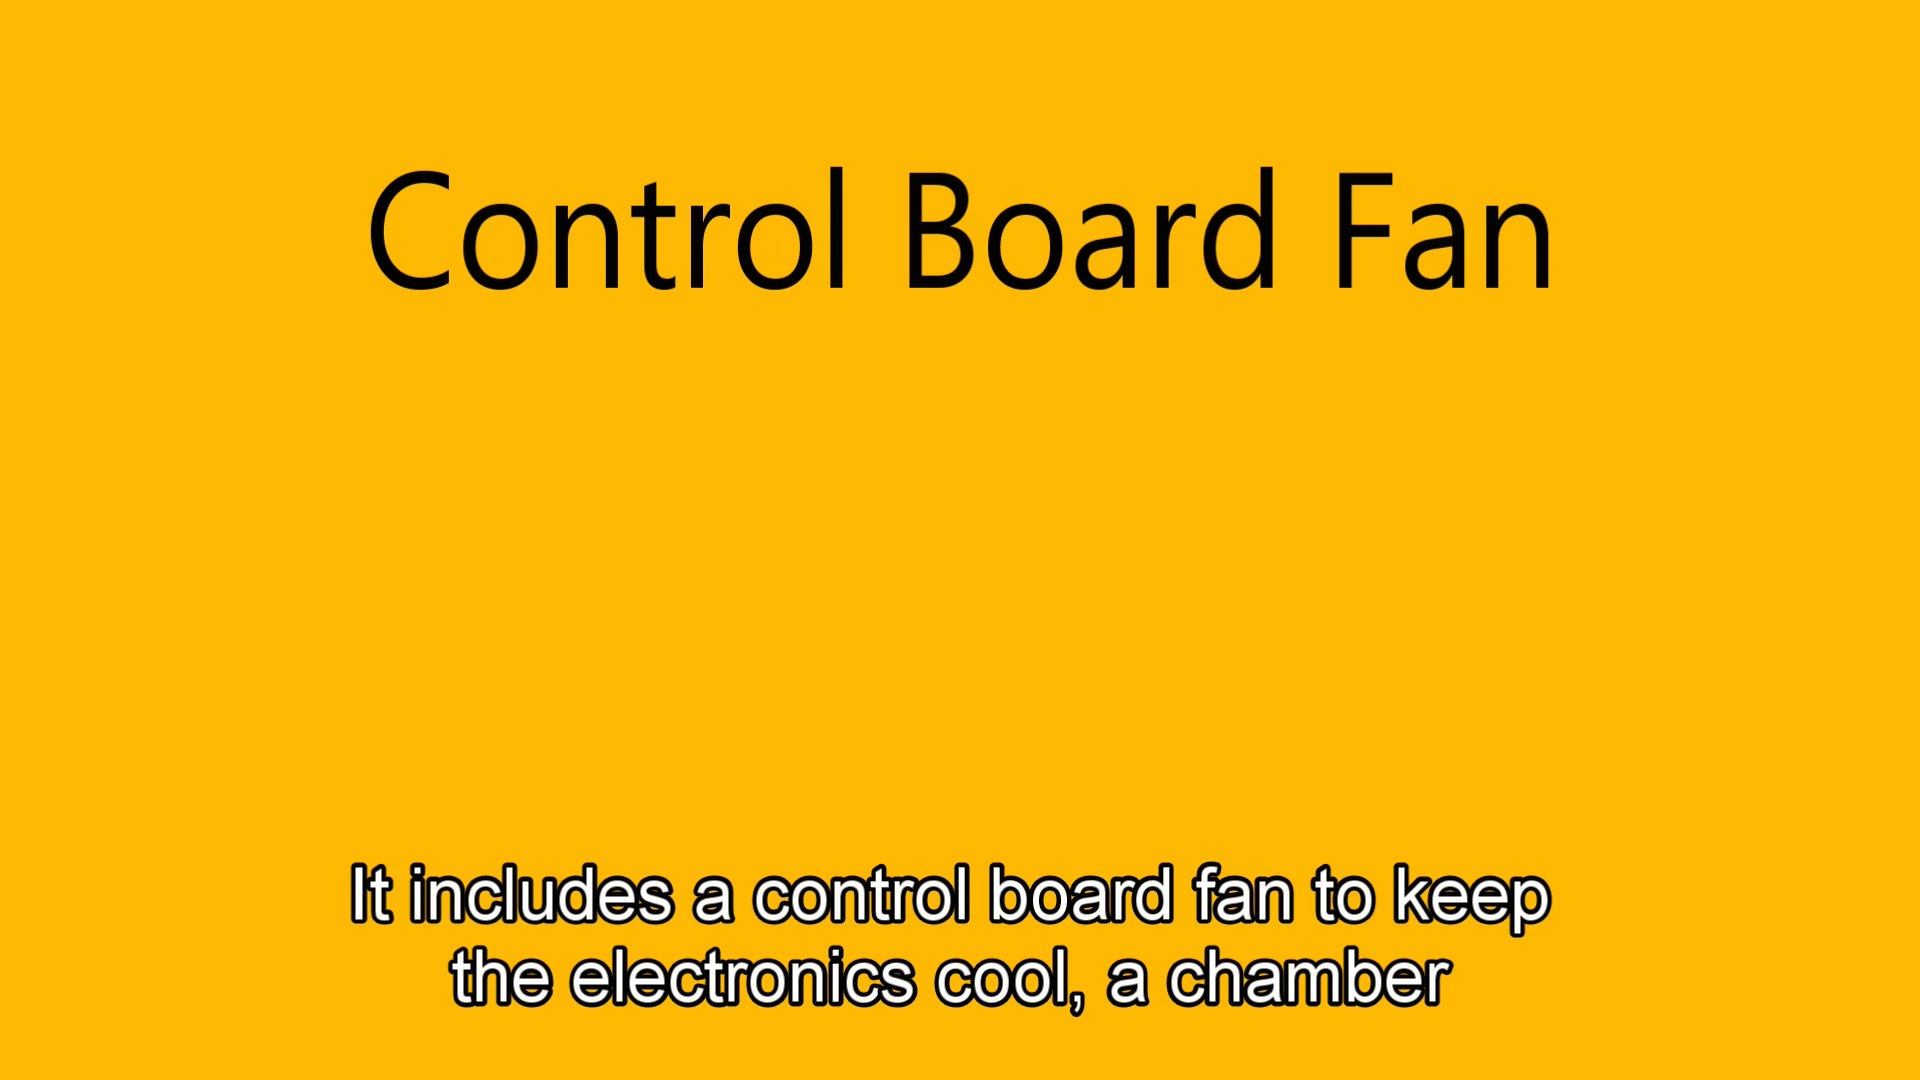 Control Board Fan
It includes a control board fan to keep
the electronics cool, a chamber